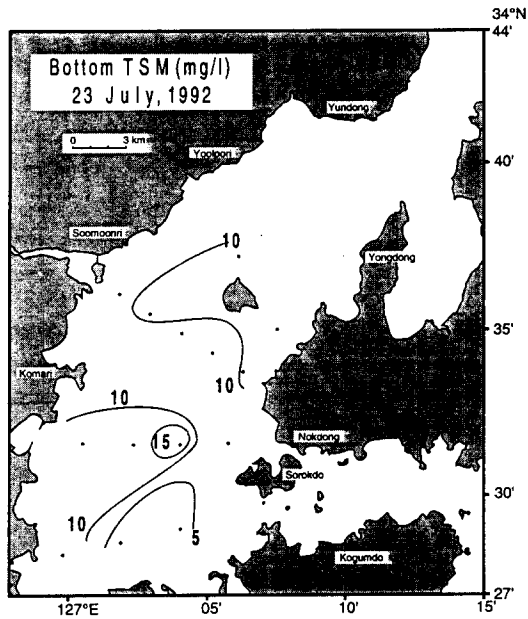 34°N
44'
Bottom TSM (mg/l)
23 July, 1992
0 3 km
Yundong
Yoolpori
40'
Soomoonri
10
Yongdong
35'
Komari
10
10
15
Nokdong
Sorokdo
30'
10
5
Kogumdo
27'
127°E 05' 10' 15'